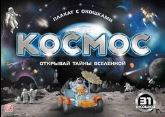 ПЛАКАТ С ОКОШКАМИ
КОСМОС
ОТКРЫВАЙ ТАЙНЫ ВСЕЛЕННОЙ
31